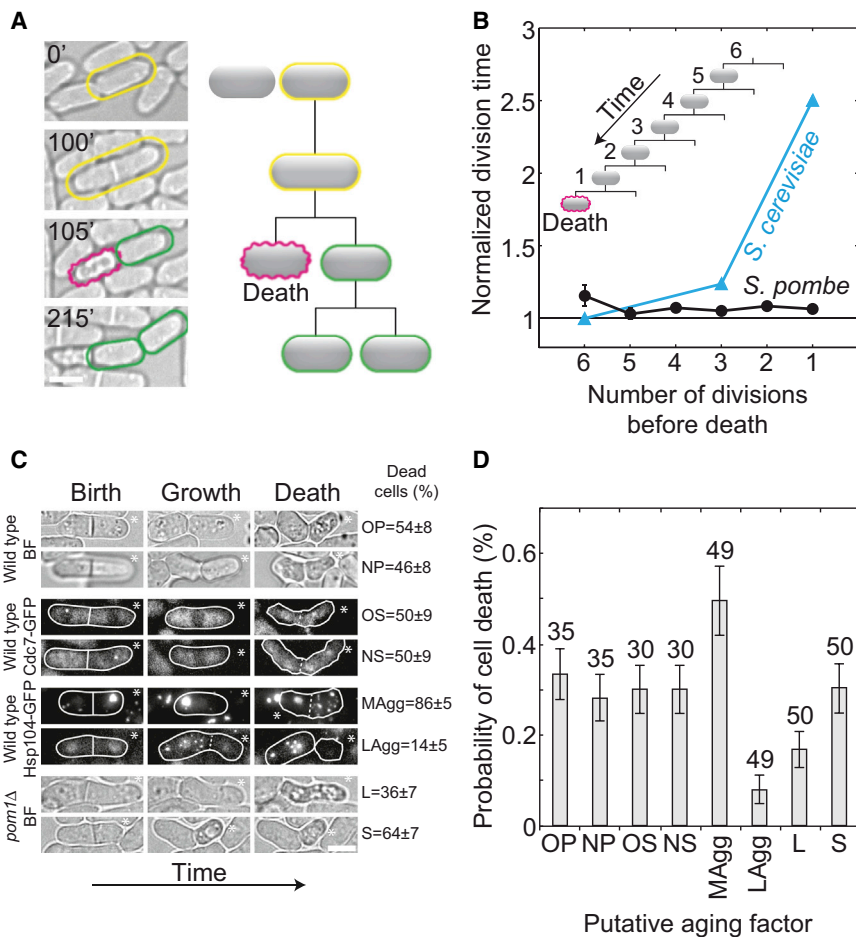 A
0'
100'
105'
215'
Death
B
Normalized division time
3
2.5
2
1.5
1
6
5
4
3
2
1
Time
Death
S. cerevisiae
S. pombe
6 5 4 3 2 1
Number of divisions
before death
C
Birth Growth Death
Dead
cells (%)
Wild type
BF
OP=54±8
NP=46±8
Wild type
Cdc7-GFP
OS=50±9
NS=50±9
Wild type
Hsp104-GFP
MAgg=86±5
LAgg=14±5
pom1Δ
BF
L=36±7
S=64±7
* * *
* * *
* * *
* * *
* * *
* * *
* * *
* * *
Time
D
Probability of cell death (%)
0.6
0.4
0.2
0
35 35 30 30 49 49 50 50
OP NP OS NS MAgg LAgg L S
Putative aging factor